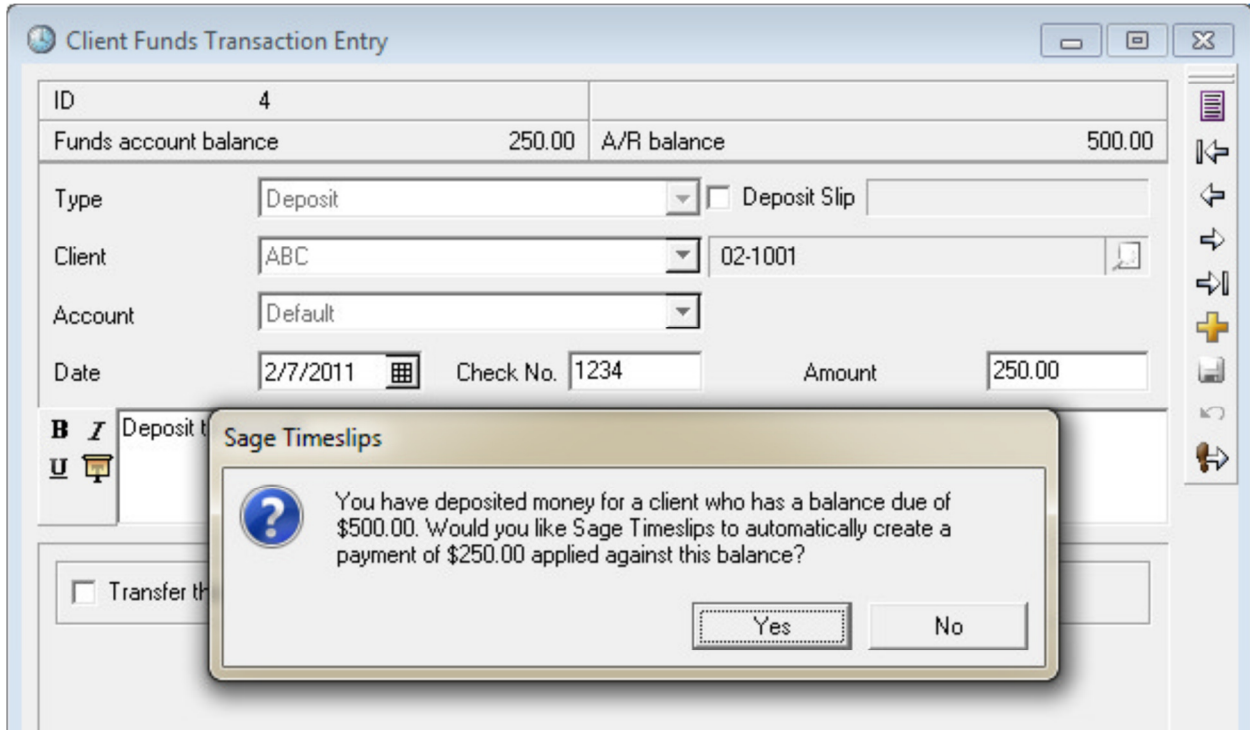 Client Funds Transaction Entry
ID 4
Funds account balance 250.00 A/R balance 500.00
Type Deposit Deposit Slip
Client ABC 02-1001
Account Default
Date 2/7/2011 Check No. 1234 Amount 250.00
B I Deposit
U T
Sage Timeslips
You have deposited money for a client who has a balance due of
$500.00. Would you like Sage Timeslips to automatically create a
payment of $250.00 applied against this balance?
Transfer
Yes No